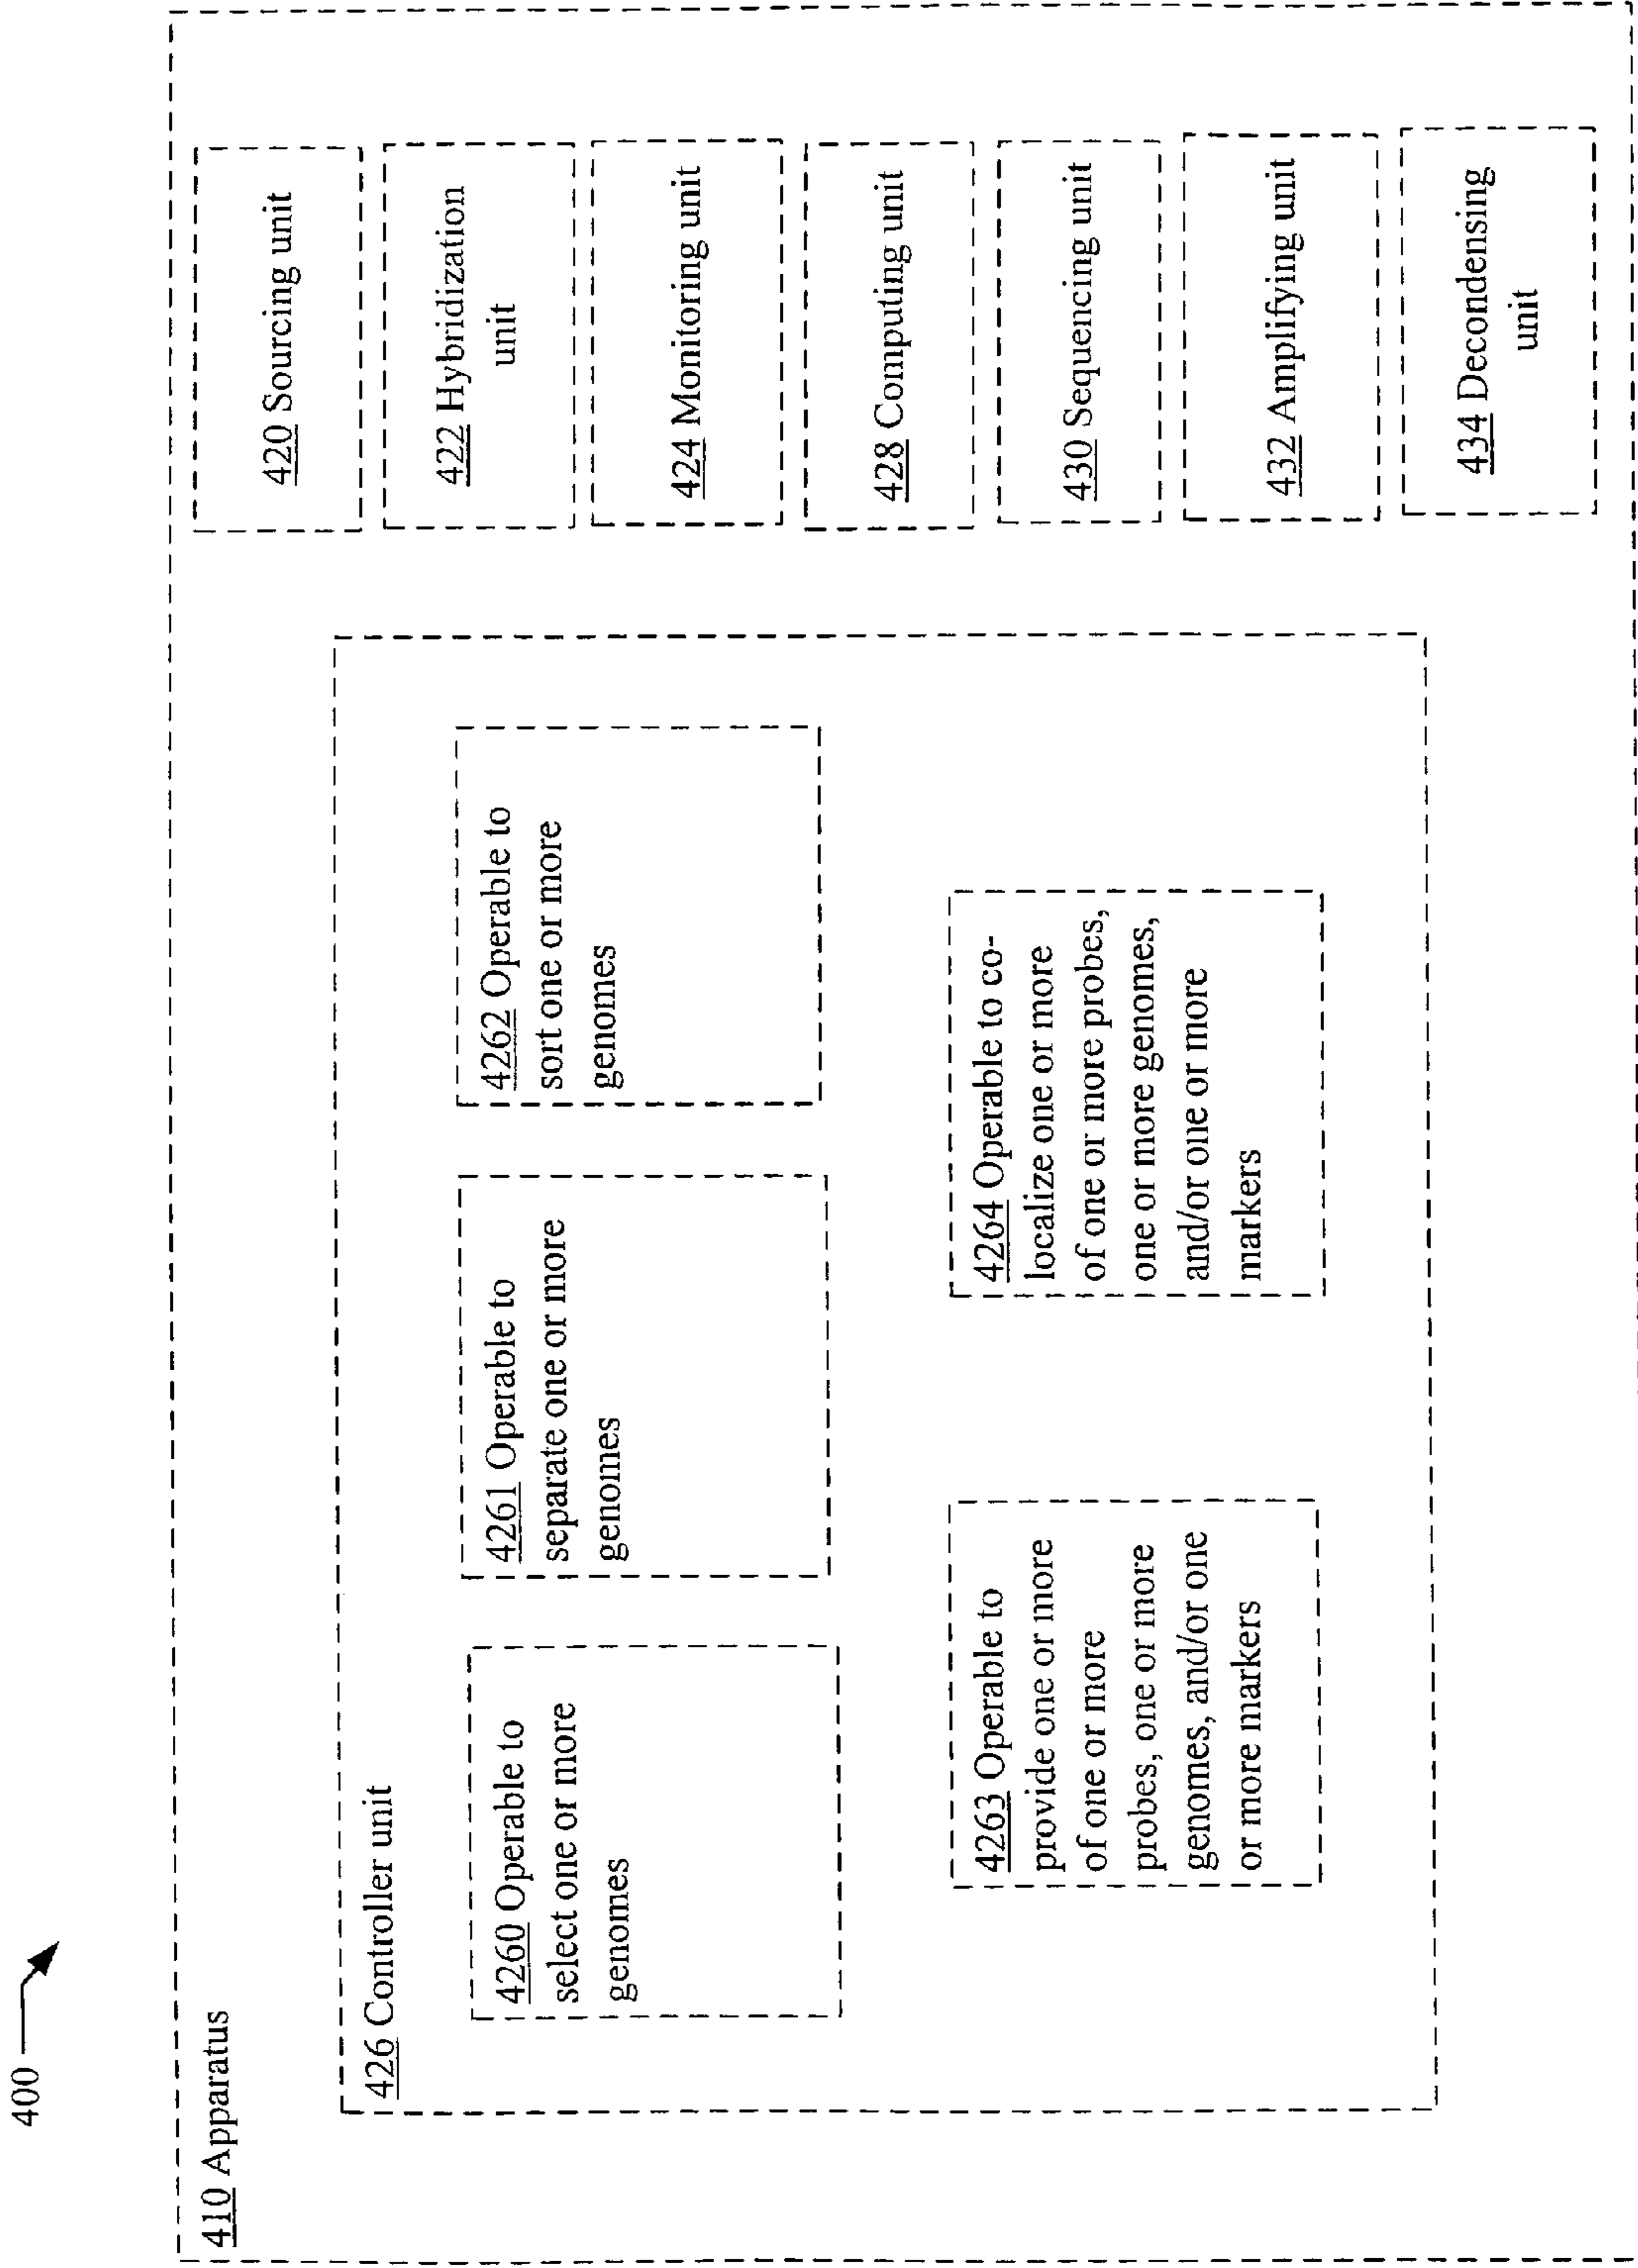 400
410 Apparatus
426 Controller unit
4260 Operable to
select one or more
genomes
4261 Operable to
separate one or more
genomes
4262 Operable to
sort one or more
genomes
4263 Operable to
provide one or more
of one or more
probes, one or more
genomes, and/or one
or more markers
4264 Operable to co-
localize one or more
of one or more probes,
one or more genomes,
and/or one or more
markers
420 Sourcing unit
422 Hybridization
unit
424 Monitoring unit
428 Computing unit
430 Sequencing unit
432 Amplifying unit
434 Decondensing
unit